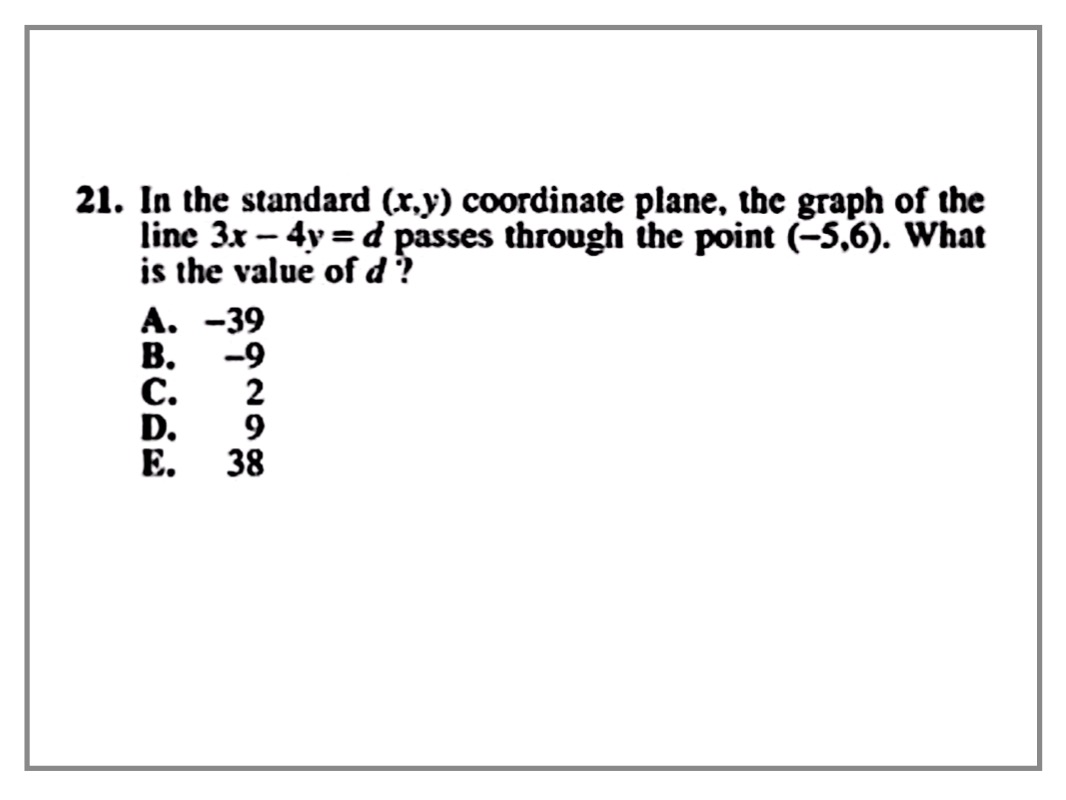 21. In the standard (x,y) coordinate plane, the graph of the
line 3x – 4y = d passes through the point (–5,6). What
is the value of d ?
A. –39
B. –9
C. 2
D. 9
E. 38